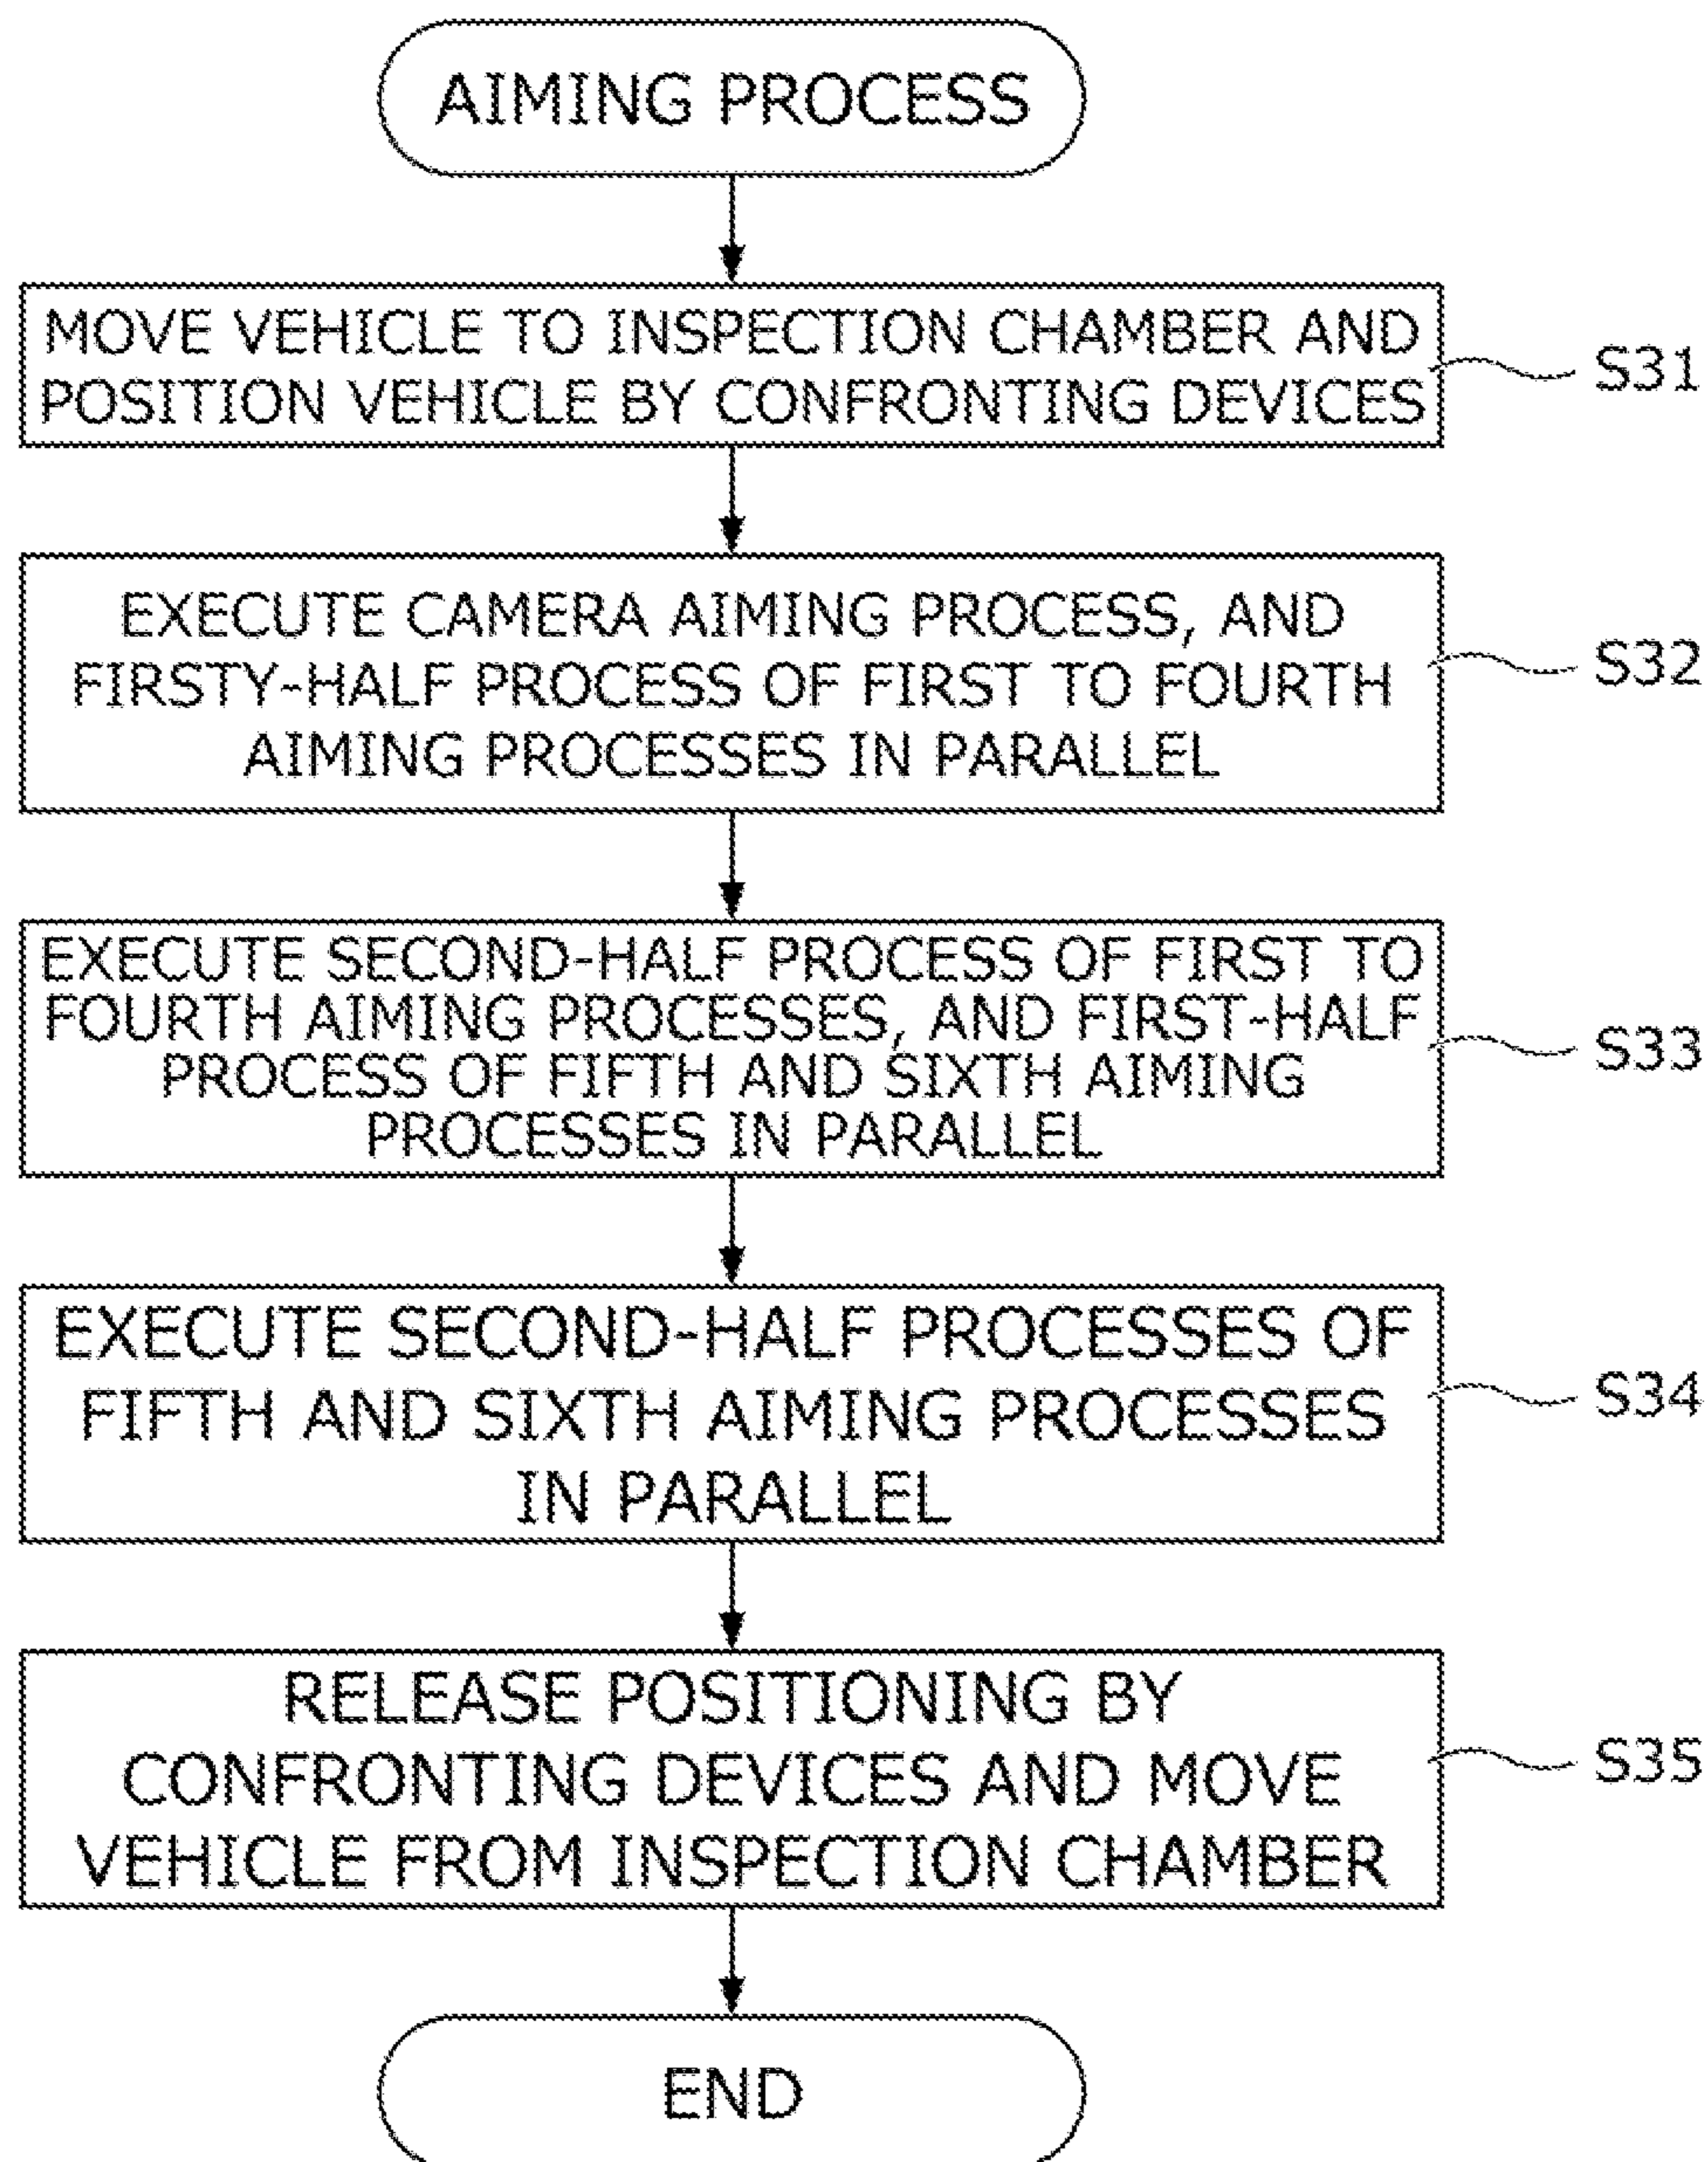 AIMING PROCESS
MOVE VEHICLE TO INSPECTION CHAMBER AND
POSITION VEHICLE BY CONFRONTING DEVICES
S31
EXECUTE CAMERA AIMING PROCESS, AND
FIRSTY-HALF PROCESS OF FIRST TO FOURTH
AIMING PROCESSES IN PARALLEL
S32
EXECUTE SECOND-HALF PROCESS OF FIRST TO
FOURTH AIMING PROCESSES, AND FIRST-HALF
PROCESS OF FIFTH AND SIXTH AIMING
PROCESSES IN PARALLEL
S33
EXECUTE SECOND-HALF PROCESSES OF
FIFTH AND SIXTH AIMING PROCESSES
IN PARALLEL
S34
RELEASE POSITIONING BY
CONFRONTING DEVICES AND MOVE
VEHICLE FROM INSPECTION CHAMBER
S35
END